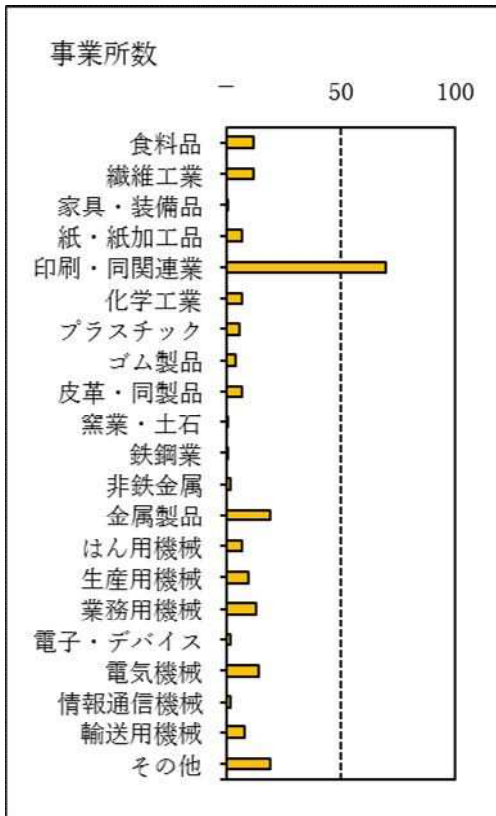 事業所数
－ 50 100
食料品
繊維工業
家具・装備品
紙・紙加工品
印刷・同関連業
化学工業
プラスチック
ゴム製品
皮革・同製品
窯業・土石
鉄鋼業
非鉄金属
金属製品
はん用機械
生産用機械
業務用機械
電子・デバイス
電気機械
情報通信機械
輸送用機械
その他